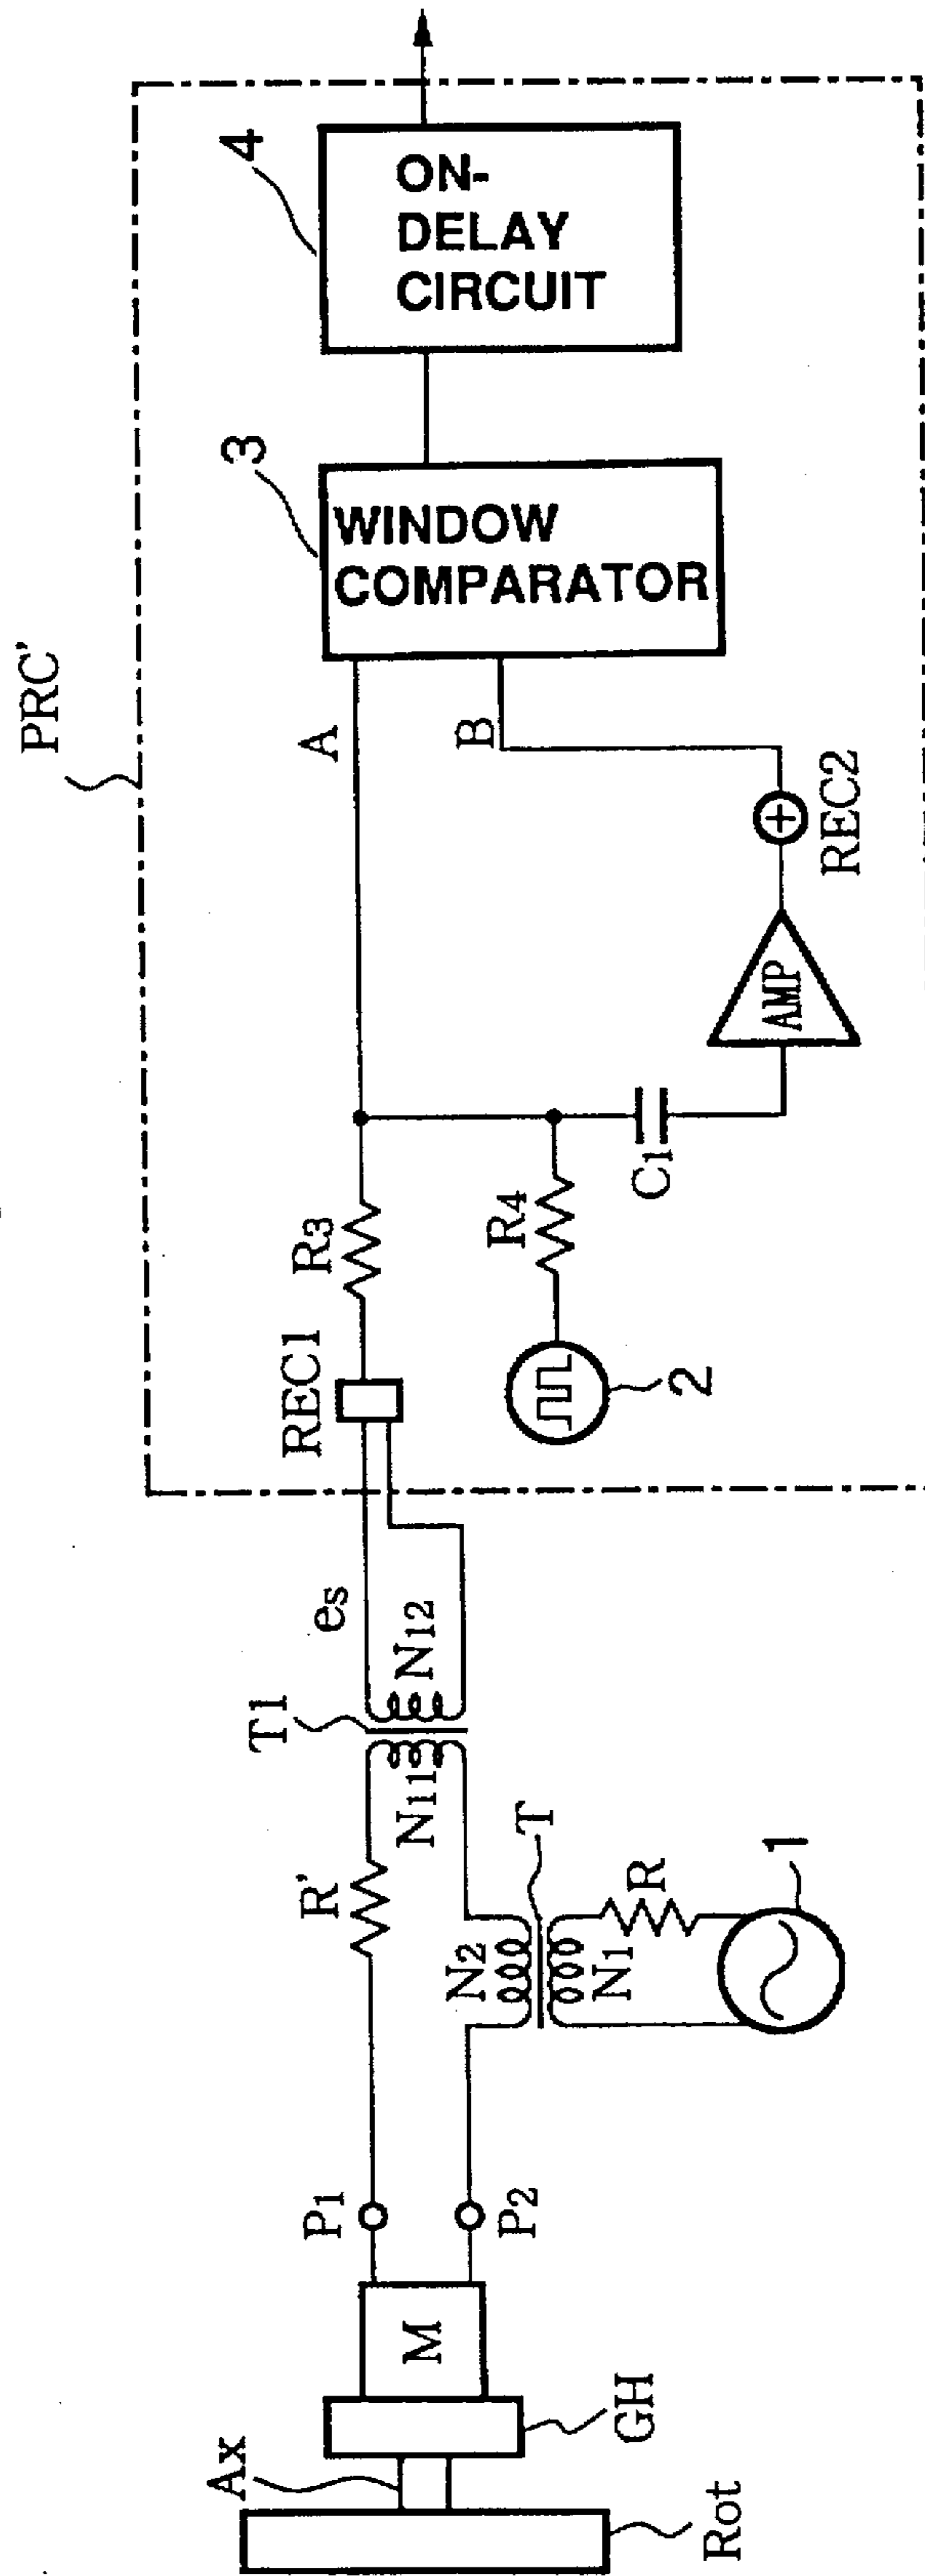 PRC'
4
ON-
DELAY
CIRCUIT
3
WINDOW
COMPARATOR
A
B
REC2
AMP
C1
R3
R4
REC1
2
es
T1
N12
N11
R'
T
N2
N1
R
1
P1
P2
M
GH
Ax
Rot